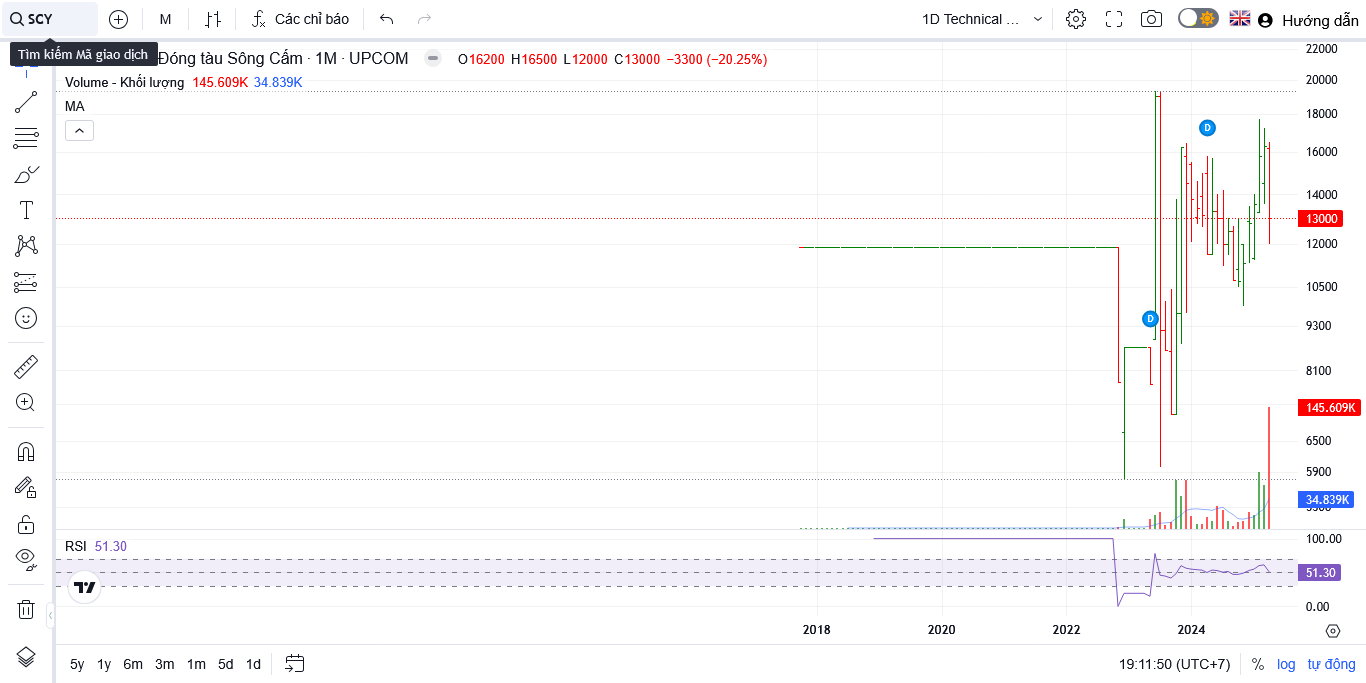 SCY
M
Các chỉ báo
1D Technical ...
Hướng dẫn
Tìm kiếm Mã giao dịch
Đóng tàu Sông Cấm · 1M · UPCOM
O16200 H16500 L12000 C13000 −3300 (−20.25%)
Volume - Khối lượng 145.609K 34.839K
MA
22000
20000
18000
D
16000
14000
13000
12000
10500
D
9300
8100
145.609K
6500
5900
34.839K
RSI 51.30
100.00
51.30
0.00
2018 2020 2022 2024
5y 1y 6m 3m 1m 5d 1d
19:11:50 (UTC+7) % log tự động